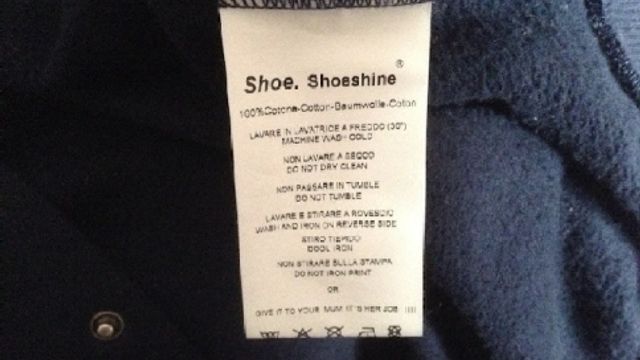 Shoe. Shoeshine ®
100%Cotone-Cotton-Baumwolle-Coton
LAVARE IN LAVATRICE A FREDDO (30°)
MACHINE WASH COLD
NON LAVARE A SECCO
DO NOT DRY CLEAN
NON PASSARE IN TUMBLE
DO NOT TUMBLE
LAVARE E STIRARE A ROVESCIO
WASH AND IRON ON REVERSE SIDE
STIRO TIEPIDO
COOL IRON
NON STIRARE SULLA STAMPA
DO NOT IRON PRINT
OR
GIVE IT TO YOUR MUM IT'S HER JOB !!!!